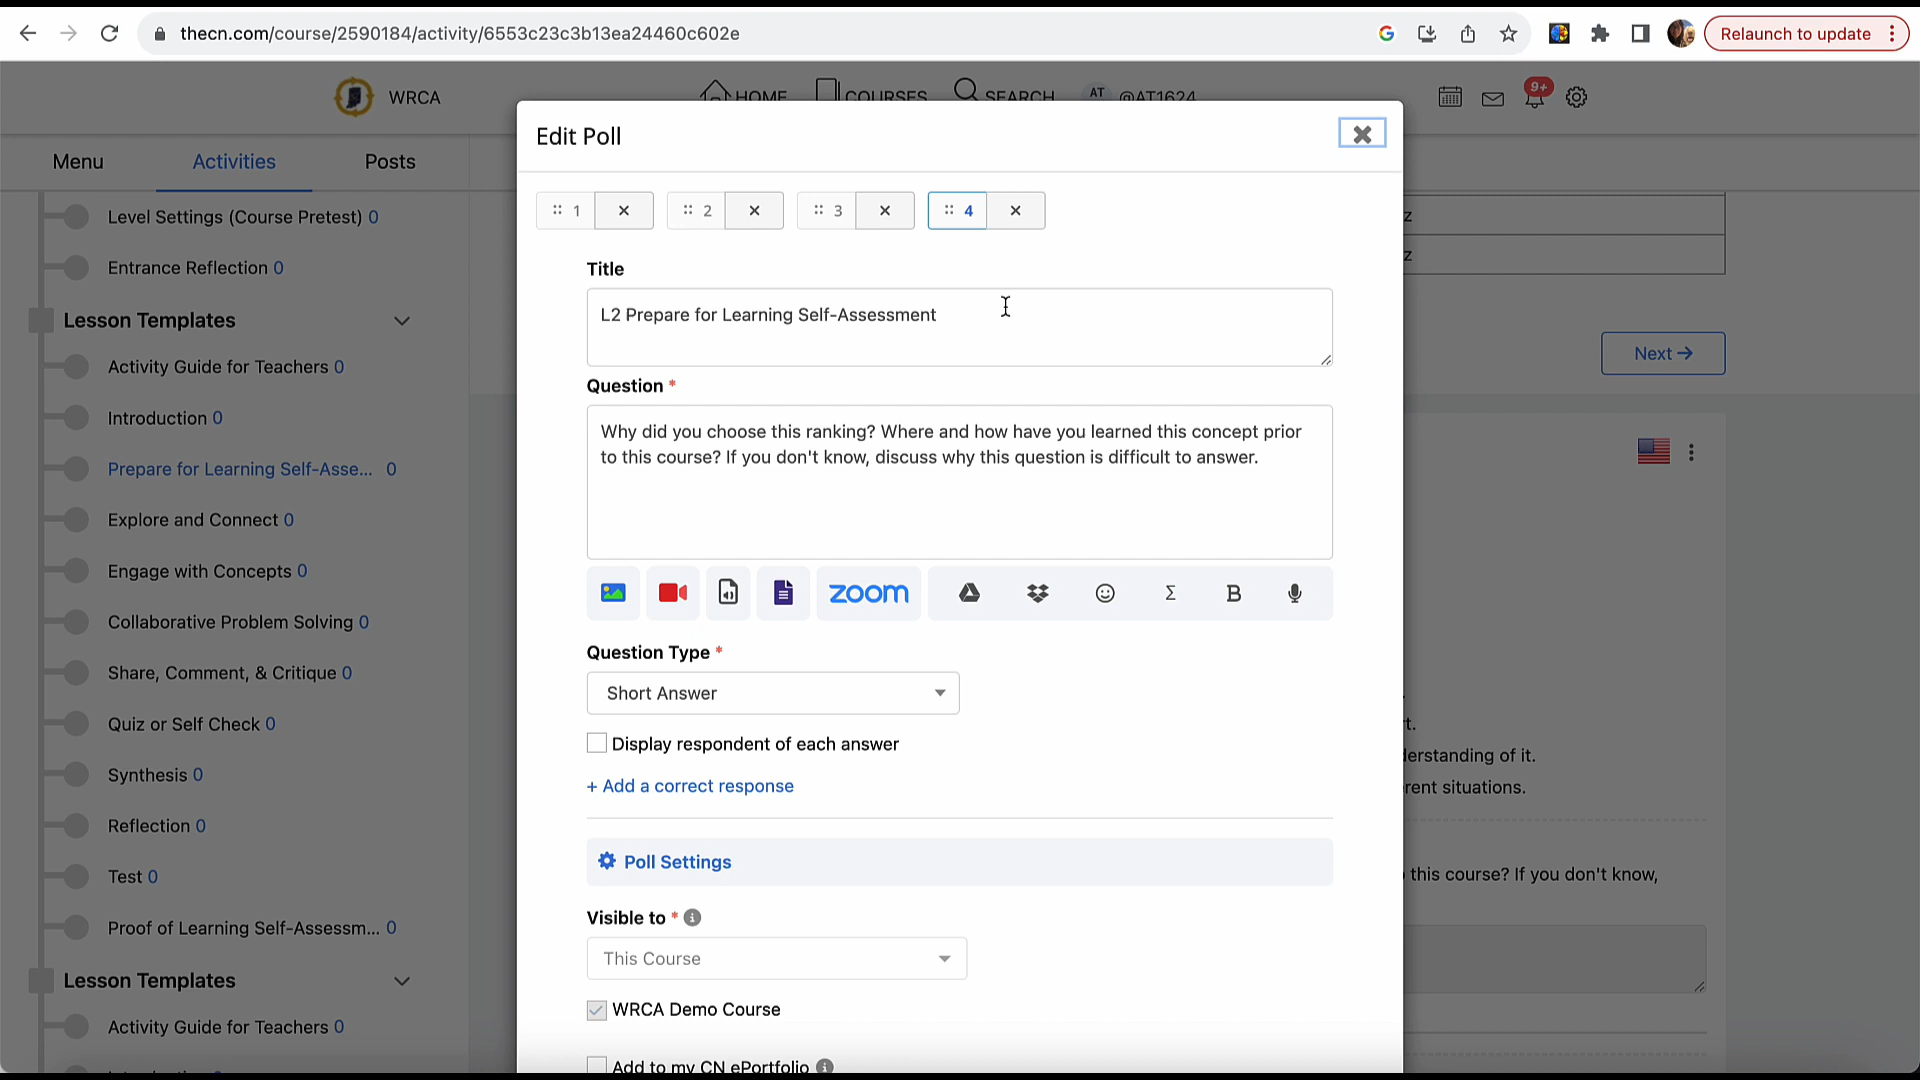 thecn.com/course/2590184/activity/6553c23c3b13ea24460c602e
Relaunch to update
WRCA
HOME
COURSES
SEARCH
AT
@AT1624
9+
Menu
Activities
Posts
Level Settings (Course Pretest) 0
Entrance Reflection 0
Lesson Templates
Activity Guide for Teachers 0
Introduction 0
Prepare for Learning Self-Asse... 0
Explore and Connect 0
Engage with Concepts 0
Collaborative Problem Solving 0
Share, Comment, & Critique 0
Quiz or Self Check 0
Synthesis 0
Reflection 0
Test 0
Proof of Learning Self-Assessm... 0
Lesson Templates
Activity Guide for Teachers 0
Edit Poll
1
2
3
4
Title
L2 Prepare for Learning Self-Assessment
Question *
Why did you choose this ranking? Where and how have you learned this concept prior
to this course? If you don't know, discuss why this question is difficult to answer.
zoom
Σ
B
Question Type *
Short Answer
Display respondent of each answer
+ Add a correct response
Poll Settings
Visible to *
This Course
WRCA Demo Course
Add to my CN ePortfolio
z
z
Next →
t.
derstanding of it.
rent situations.
this course? If you don't know,